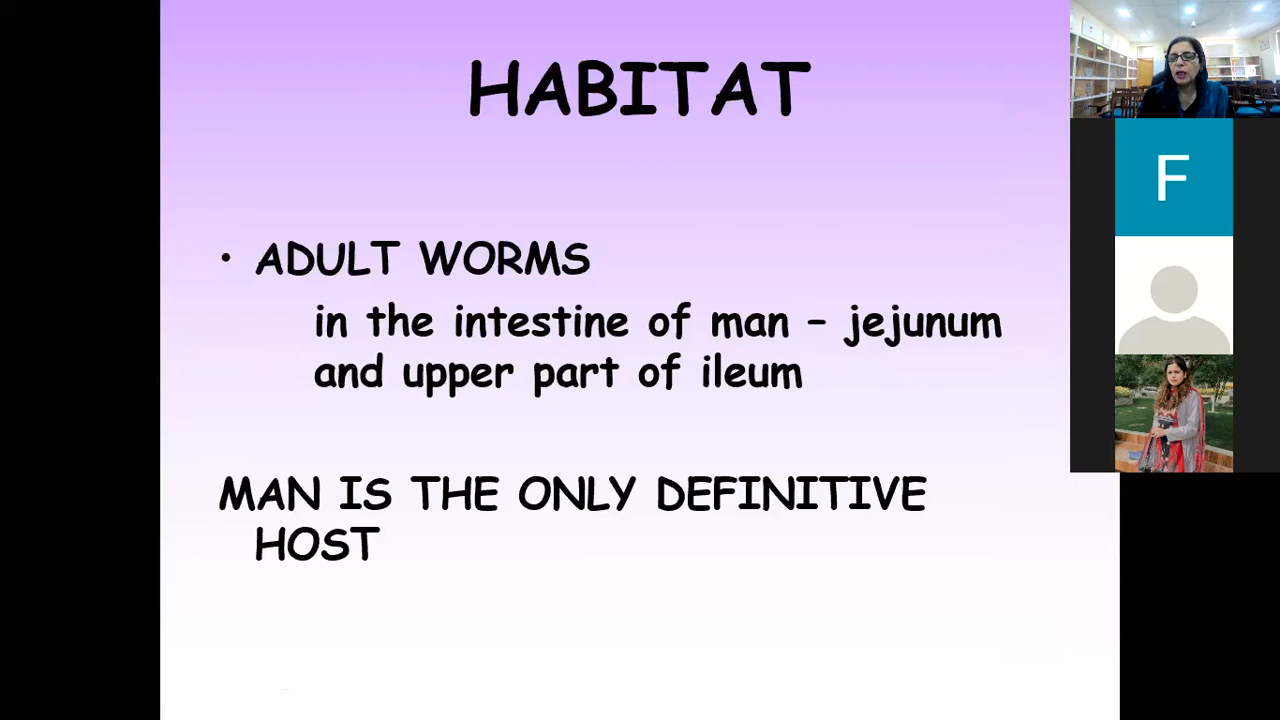 HABITAT
• ADULT WORMS
in the intestine of man – jejunum
and upper part of ileum
MAN IS THE ONLY DEFINITIVE
HOST
F